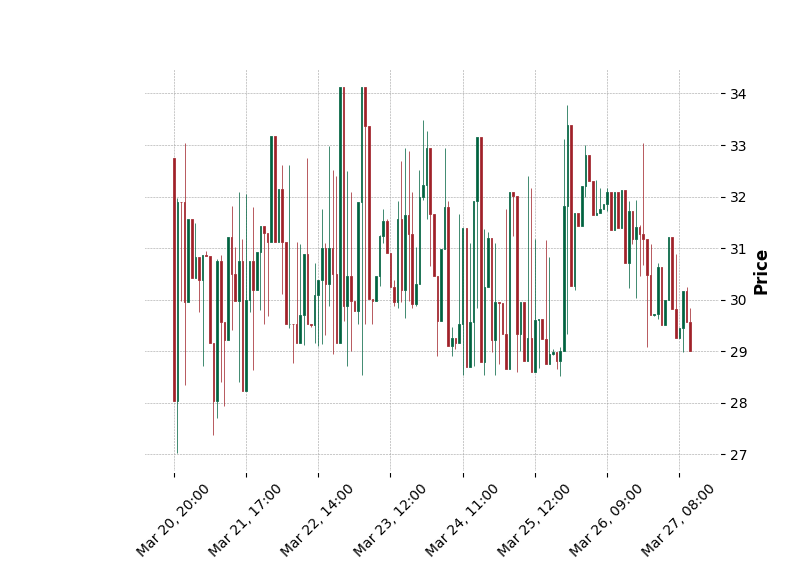 34
33
32
31
30
29
28
27
Price
Mar 20, 20:00
Mar 21, 17:00
Mar 22, 14:00
Mar 23, 12:00
Mar 24, 11:00
Mar 25, 12:00
Mar 26, 09:00
Mar 27, 08:00